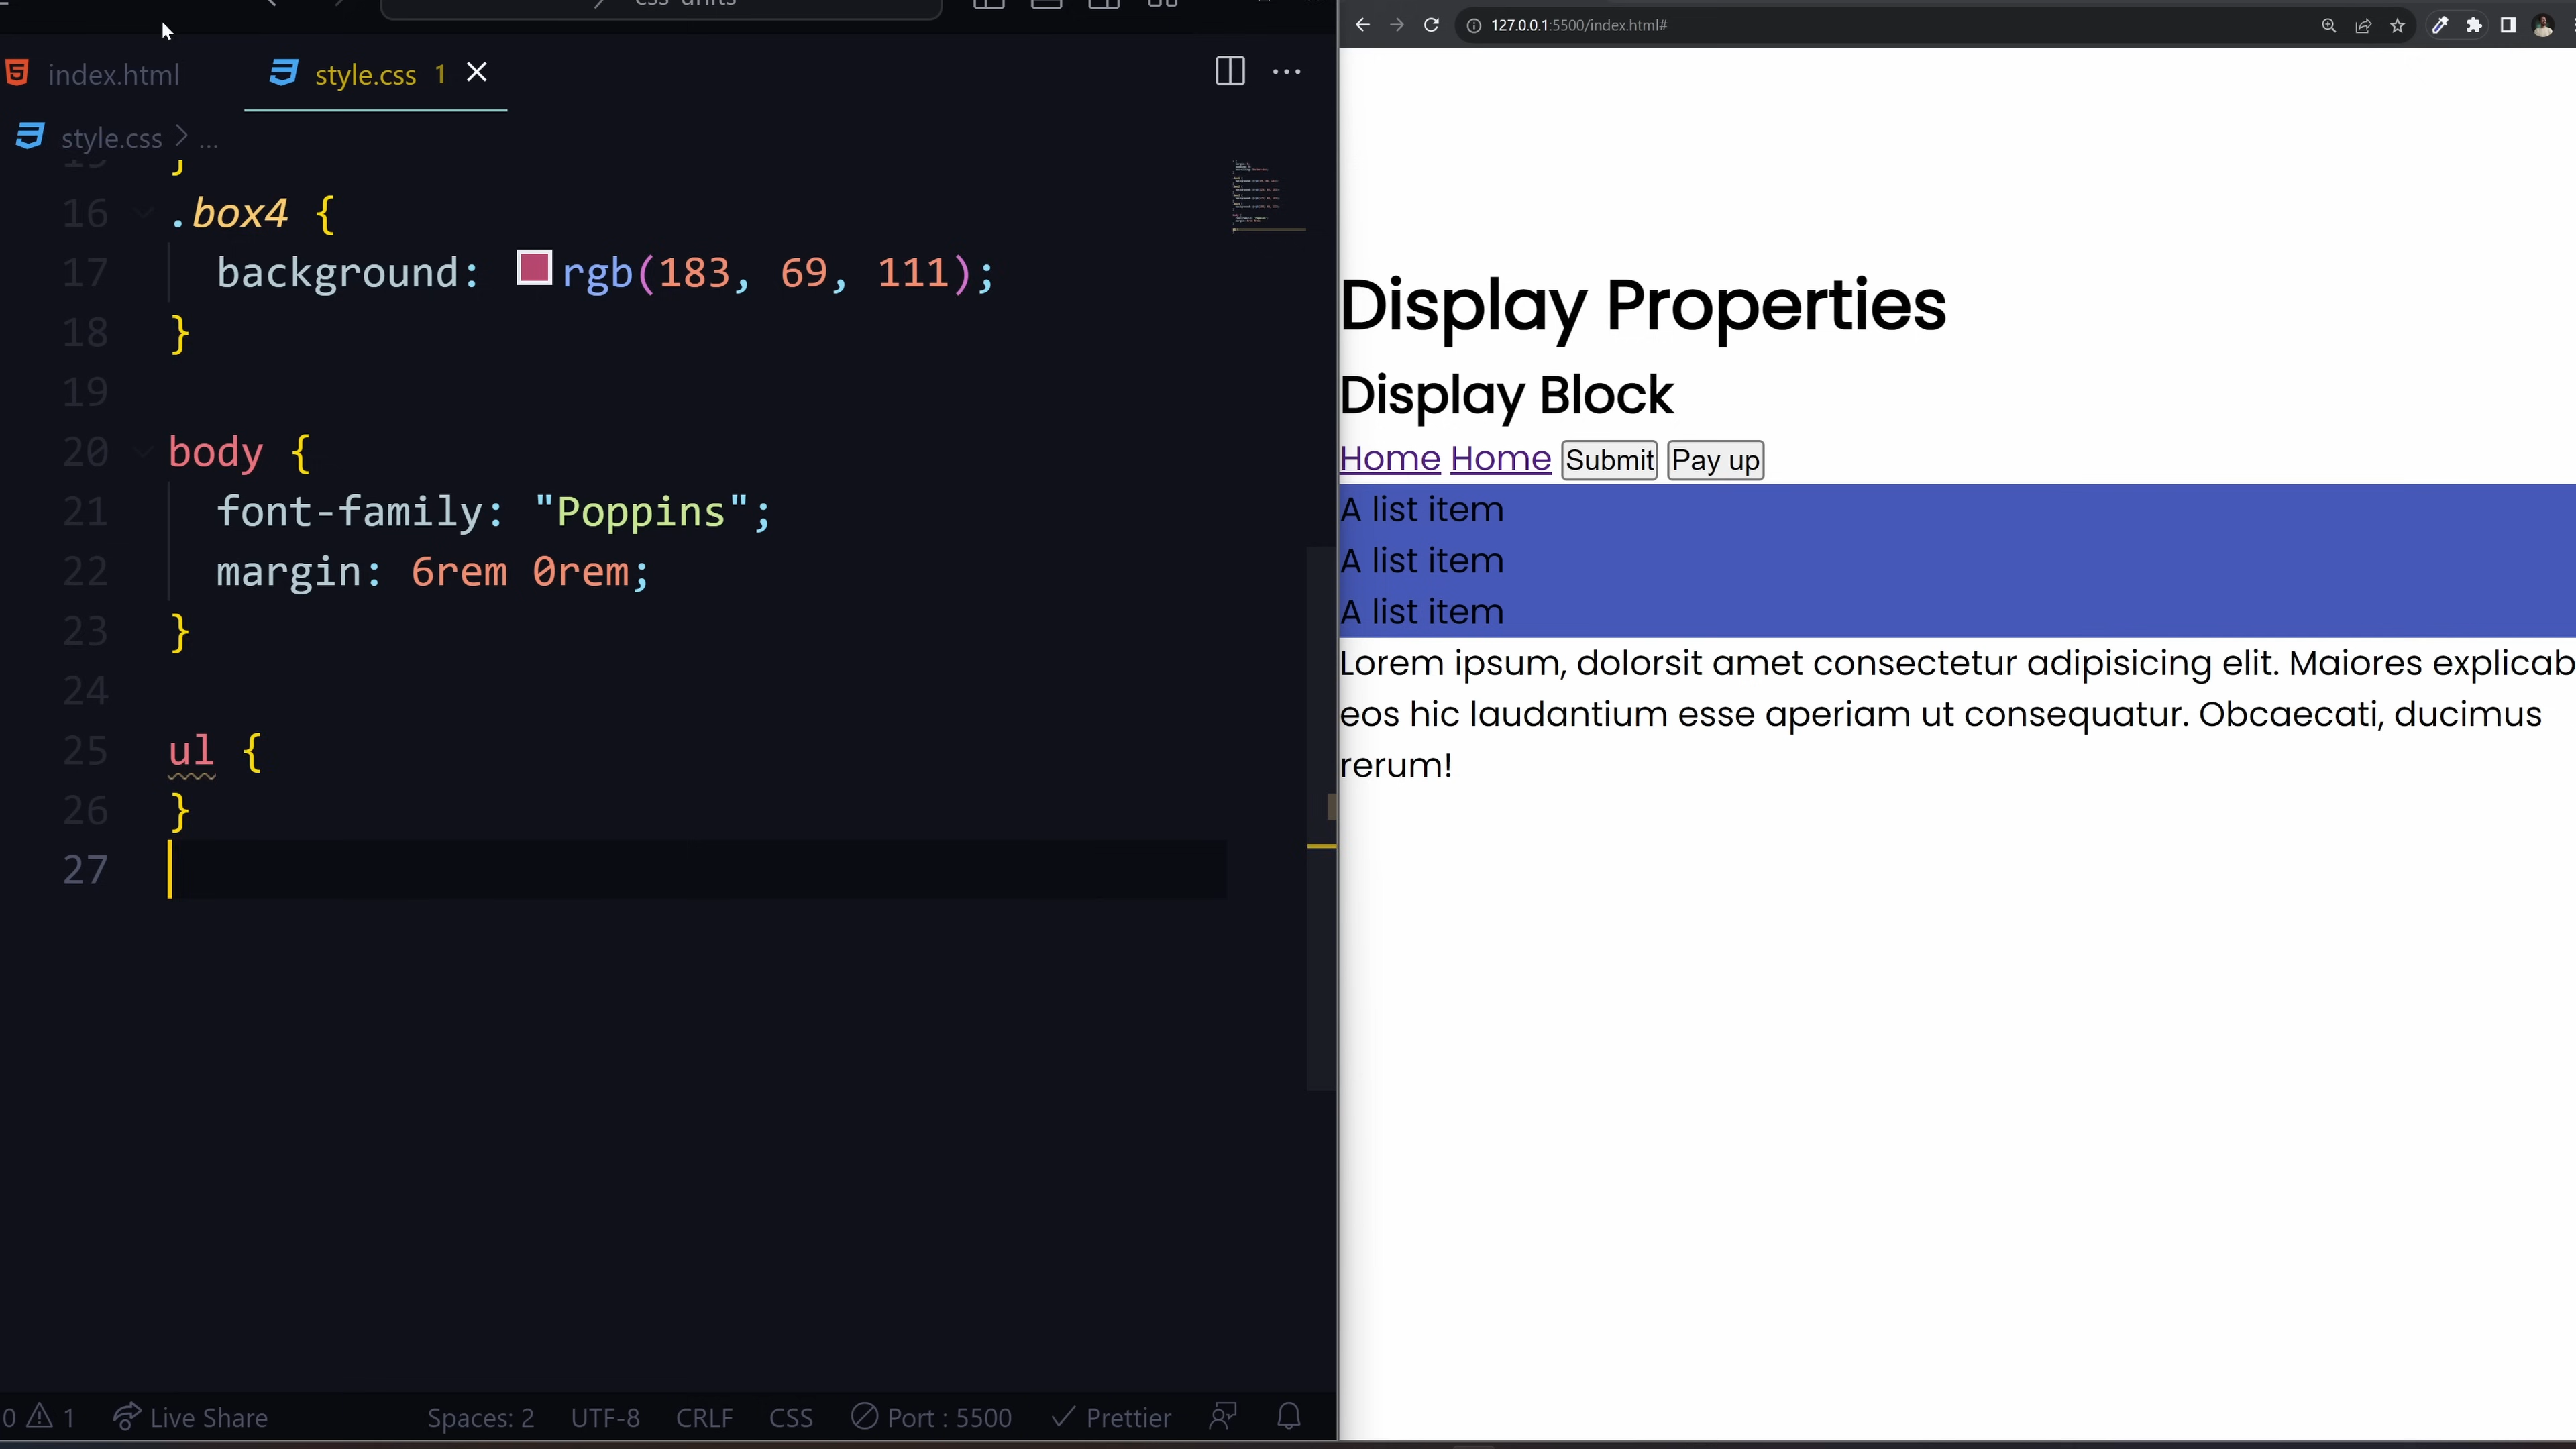 css-units
index.html
style.css 1
style.css > ...
16 .box4 {
17 background: rgb(183, 69, 111);
18 }
19
20 body {
21 font-family: "Poppins";
22 margin: 6rem 0rem;
23 }
24
25 ul {
26 }
27
0 1 Live Share Spaces: 2 UTF-8 CRLF CSS Port : 5500 Prettier
127.0.0.1:5500/index.html#
Display Properties
Display Block
Home Home Submit Pay up
A list item
A list item
A list item
Lorem ipsum, dolorsit amet consectetur adipisicing elit. Maiores explicab
eos hic laudantium esse aperiam ut consequatur. Obcaecati, ducimus
rerum!